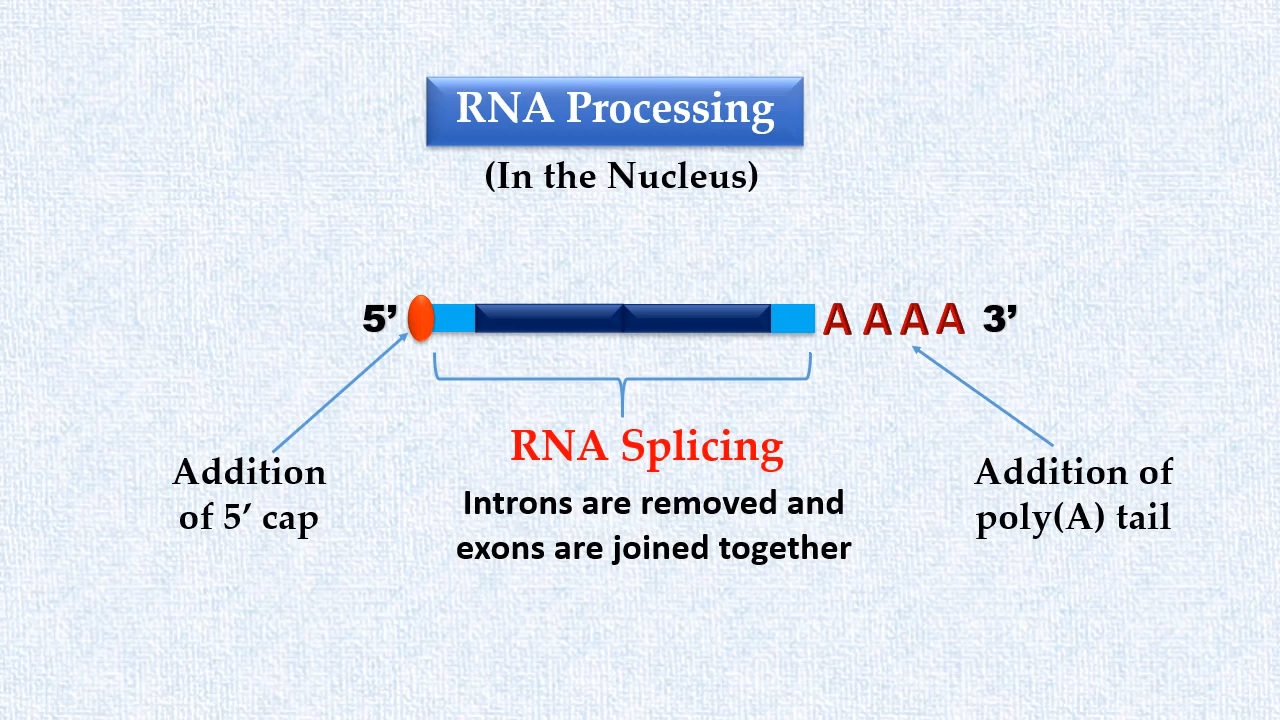 RNA Processing
(In the Nucleus)
5’ A A A A 3’
RNA Splicing
Introns are removed and
exons are joined together
Addition
of 5’ cap
Addition of
poly(A) tail